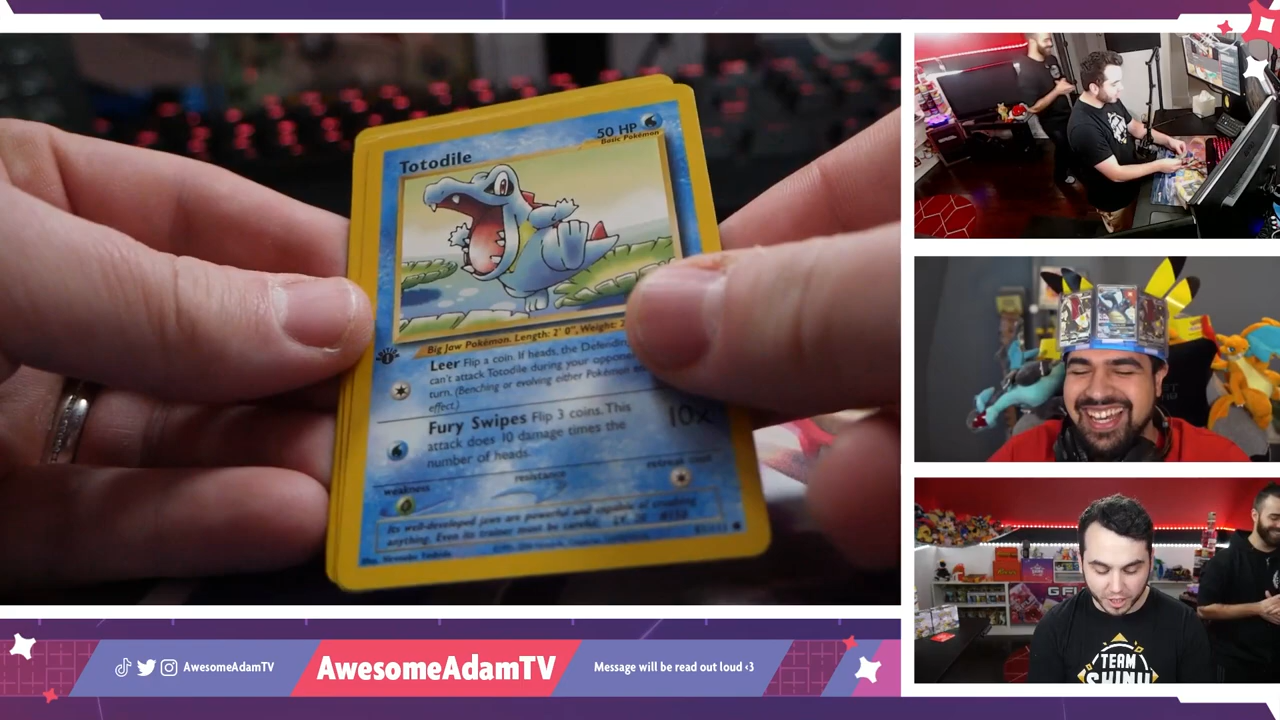 50 HP
Basic Pokémon
Totodile
Big Jaw Pokémon. Length: 2' 0", Weight: 2
Leer Flip a coin. If heads, the Defending
can't attack Totodile during your opponent
turn. (Benching or evolving either Pokémon
effect.)
Fury Swipes Flip 3 coins. This
attack does 10 damage times the
number of heads.
10x
weakness
resistance
retreat cost
Its well-developed jaws are powerful and capable of crushing
anything. Even its trainer must be careful.
AwesomeAdamTV
AwesomeAdamTV
Message will be read out loud <3
TEAM
SHINII